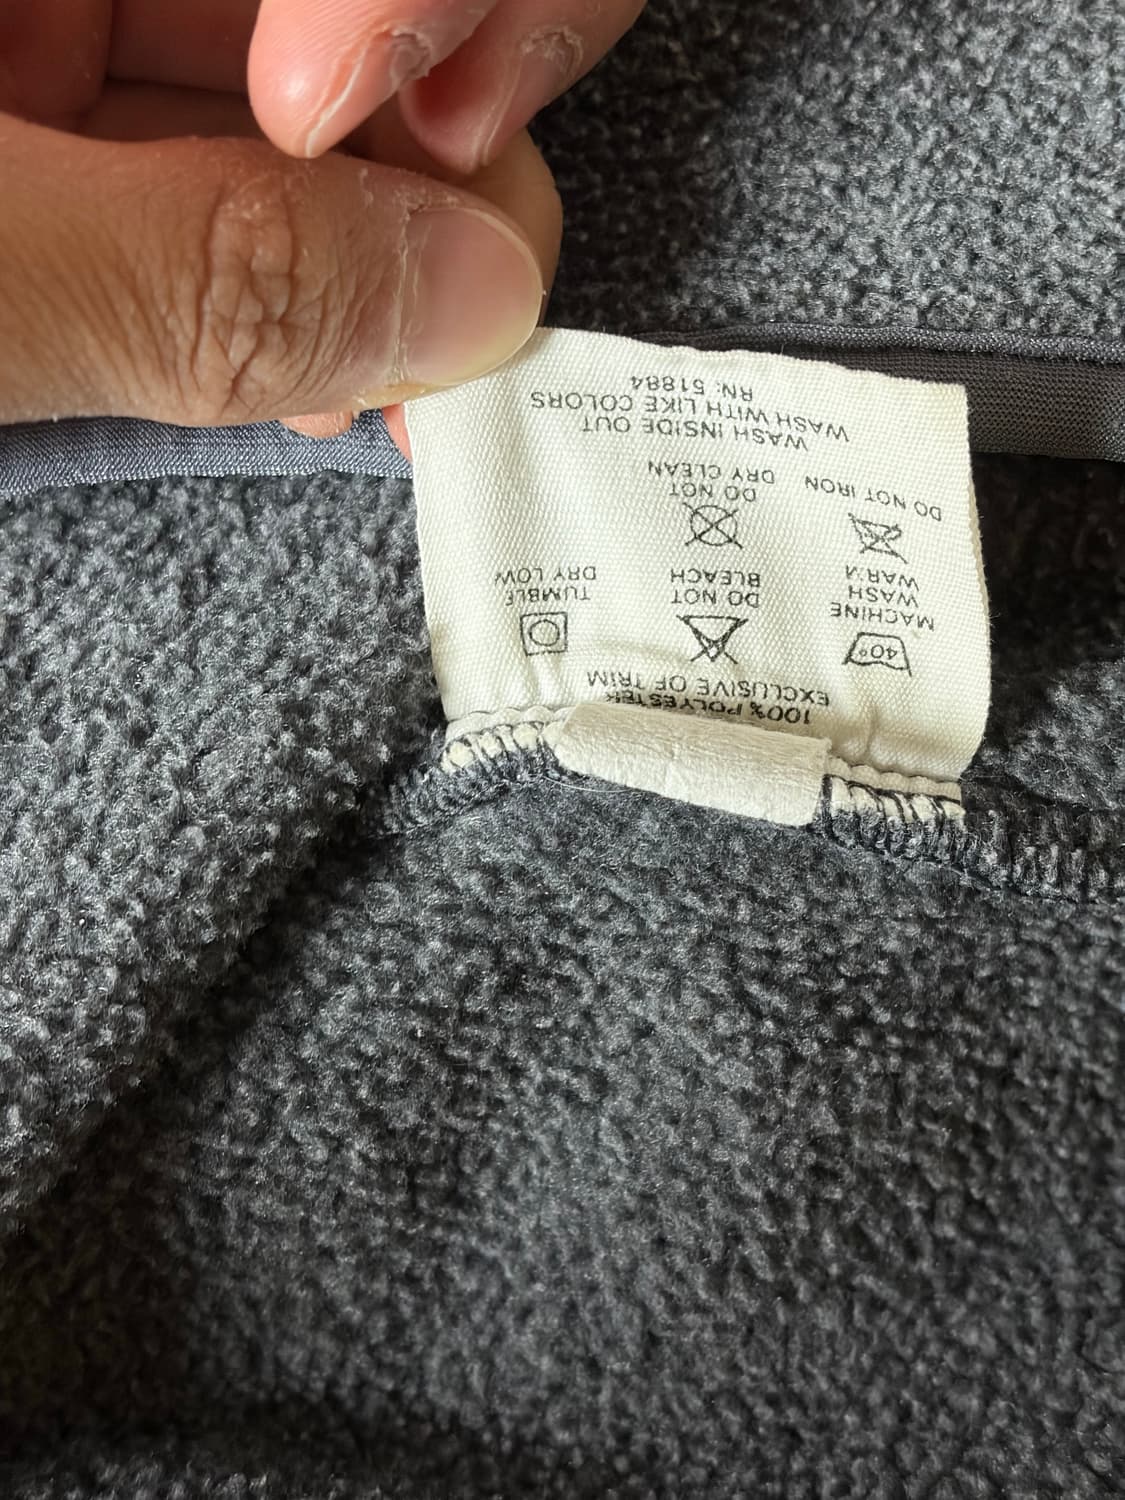 100% POLYESTER
EXCLUSIVE OF TRIM
40°
MACHINE
WASH
WARM
DO NOT
BLEACH
TUMBLE
DRY LOW
DO NOT IRON
DO NOT
DRY CLEAN
WASH INSIDE OUT
WASH WITH LIKE COLORS
RN: 51884